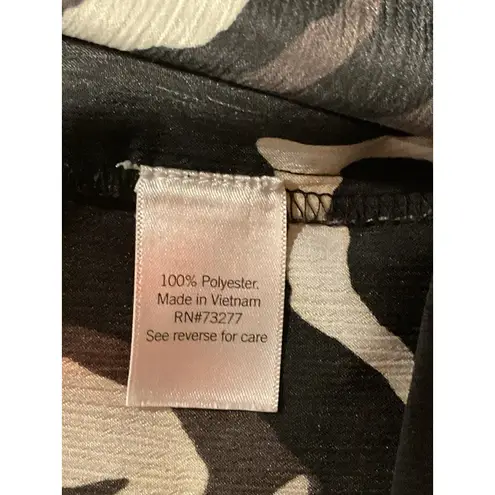 100% Polyester.
Made in Vietnam
RN#73277
See reverse for care